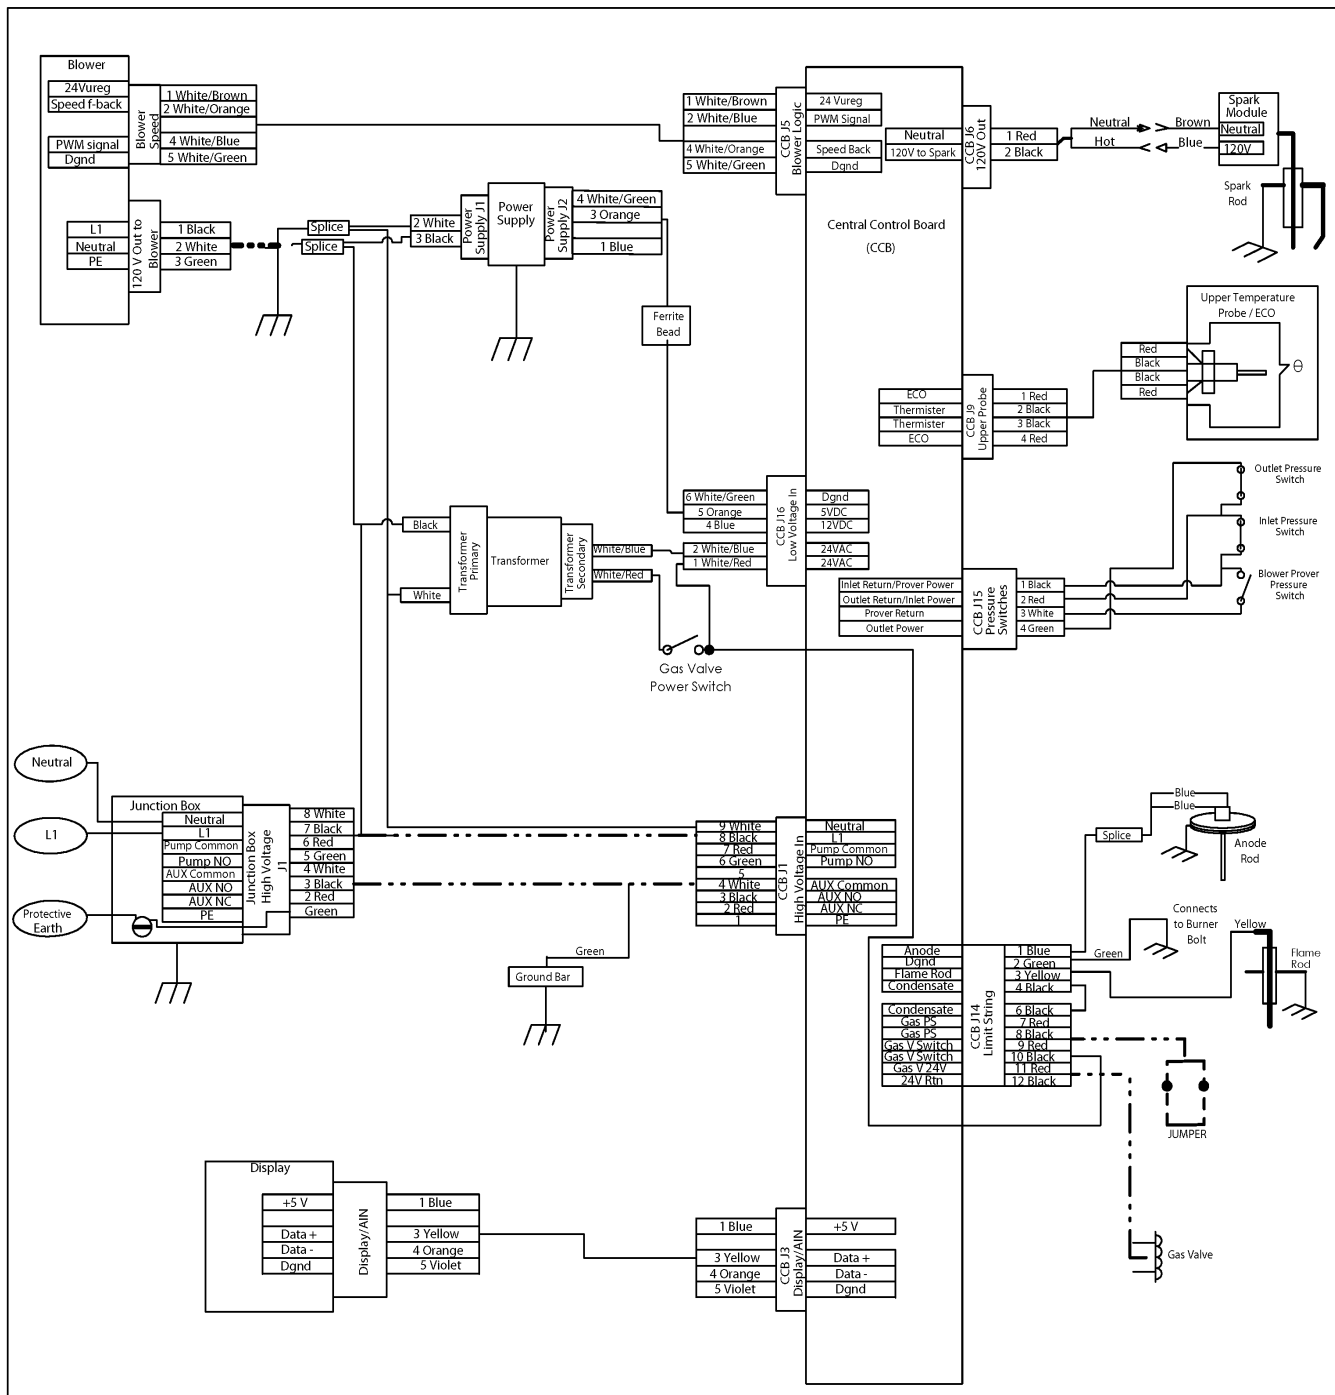 Blower
24Vureg
Speed f-back
PWM signal
Dgnd
Blower
Speed
1 White/Brown
2 White/Orange
4 White/Blue
5 White/Green
L1
Neutral
PE
120 V Out to
Blower
1 Black
2 White
3 Green
Splice
Splice
2 White
3 Black
Power
Supply J1
Power
Supply
Power
Supply J2
4 White/Green
3 Orange
1 Blue
Ferrite
Bead
1 White/Brown
2 White/Blue
4 White/Orange
5 White/Green
CCB J5
Blower Logic
24 Vureg
PWM Signal
Speed Back
Dgnd
Central Control Board
(CCB)
Neutral
120V to Spark
CCB J6
120V Out
1 Red
2 Black
Neutral
Hot
Brown
Blue
Spark
Module
Neutral
120V
Spark
Rod
Upper Temperature
Probe / ECO
Red
Black
Black
Red
θ
ECO
Thermister
Thermister
ECO
CCB J9
Upper Probe
1 Red
2 Black
3 Black
4 Red
Black
White
Transformer
Primary
Transformer
Transformer
Secondary
White/Blue
White/Red
6 White/Green
5 Orange
4 Blue
2 White/Blue
1 White/Red
CCB J16
Low Voltage In
Dgnd
5VDC
12VDC
24VAC
24VAC
Gas Valve
Power Switch
Outlet Pressure
Switch
Inlet Pressure
Switch
Blower Prover
Pressure
Switch
Inlet Return/Prover Power
Outlet Return/Inlet Power
Prover Return
Outlet Power
CCB J15
Pressure
Switches
1 Black
2 Red
3 White
4 Green
Neutral
L1
Protective
Earth
Junction Box
Neutral
L1
Pump Common
Pump NO
AUX Common
AUX NO
AUX NC
PE
Junction Box
High Voltage
J1
8 White
7 Black
6 Red
5 Green
4 White
3 Black
2 Red
Green
Green
Ground Bar
9 White
8 Black
7 Red
6 Green
5
4 White
3 Black
2 Red
1
CCB J1
High Voltage In
Neutral
L1
Pump Common
Pump NO
AUX Common
AUX NO
AUX NC
PE
Blue
Blue
Splice
Anode
Rod
Connects
to Burner
Bolt
Green
Yellow
Flame
Rod
Anode
Dgnd
Flame Rod
Condensate
Condensate
Gas PS
Gas PS
Gas V Switch
Gas V Switch
Gas V 24V
24V Rtn
CCB J14
Limit String
1 Blue
2 Green
3 Yellow
4 Black
6 Black
7 Red
8 Black
9 Red
10 Black
11 Red
12 Black
JUMPER
Gas Valve
Display
+5 V
Data +
Data -
Dgnd
Display/AIN
1 Blue
3 Yellow
4 Orange
5 Violet
1 Blue
3 Yellow
4 Orange
5 Violet
CCB J3
Display/AIN
+5 V
Data +
Data -
Dgnd